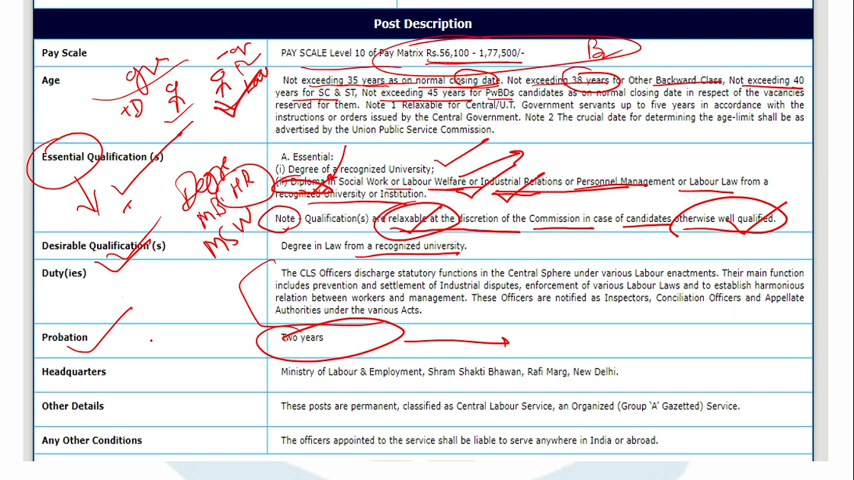 Post Description
Pay Scale
PAY SCALE Level 10 of Pay Matrix Rs.56,100 - 1,77,500/-
B
Age
Not exceeding 35 years as on normal closing date. Not exceeding 38 years for Other Backward Class, Not exceeding 40
years for SC & ST, Not exceeding 45 years for PwBDs candidates as on normal closing date in respect of the vacancies
reserved for them. Note 1 Relaxable for Central/U.T. Government servants up to five years in accordance with the
instructions or orders issued by the Central Government. Note 2 The crucial date for determining the age-limit shall be as
advertised by the Union Public Service Commission.
Essential Qualification (s)
A. Essential:
(i) Degree of a recognized University;
(ii) Diploma in Social Work or Labour Welfare or Industrial Relations or Personnel Management or Labour Law from a
recognized University or Institution.
Degree
MBA HR
MSW
Note : Qualification(s) are relaxable at the discretion of the Commission in case of candidates otherwise well qualified.
Desirable Qualification (s)
Degree in Law from a recognized university.
Duty(ies)
The CLS Officers discharge statutory functions in the Central Sphere under various Labour enactments. Their main function
includes prevention and settlement of Industrial disputes, enforcement of various Labour Laws and to establish harmonious
relation between workers and management. These Officers are notified as Inspectors, Conciliation Officers and Appellate
Authorities under the various Acts.
Probation
Two years
Headquarters
Ministry of Labour & Employment, Shram Shakti Bhawan, Rafi Marg, New Delhi.
Other Details
These posts are permanent, classified as Central Labour Service, an Organized (Group 'A' Gazetted) Service.
Any Other Conditions
The officers appointed to the service shall be liable to serve anywhere in India or abroad.